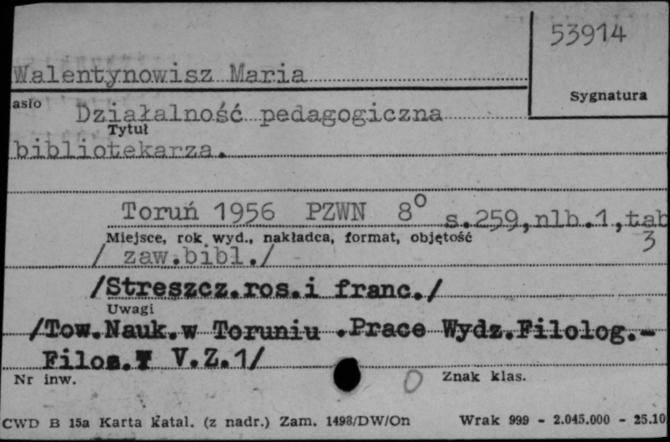 53914
Walentynowisz Maria
Sygnatura
asło
Działalność pedagogiczna
Tytuł
bibliotekarza.
Toruń 1956 PZWN 8° s.259,nlb.1,tab
Miejsce, rok wyd., nakładca, format, objętość
3
/ zaw.bibl./
/Streszcz.ros.i franc./
Uwagi
/Tow.Nauk.w Toruniu .Prace Wydz.Filolog.-
V.Z.1/
Nr inw.
Znak klas.
CWD B 15a Karta katal. (z nadr.) Zam. 1498/DW/On Wrak 999 - 2.045.000 - 25.10